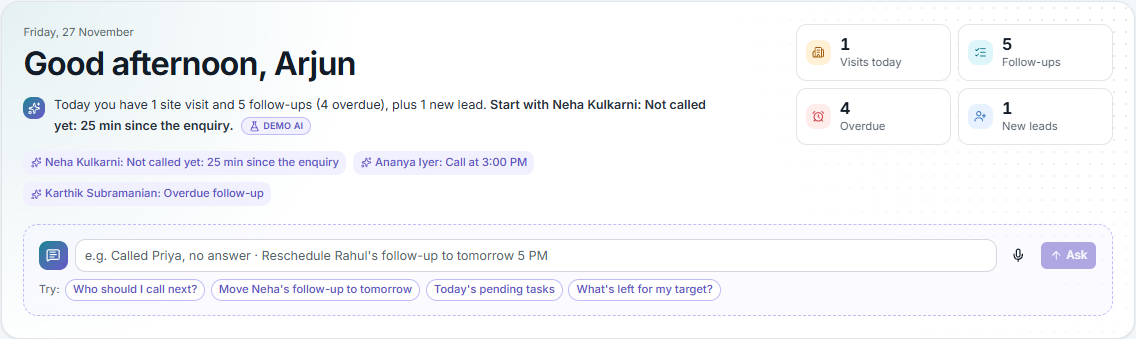 Friday, 27 November
Good afternoon, Arjun
Today you have 1 site visit and 5 follow-ups (4 overdue), plus 1 new lead. Start with Neha Kulkarni: Not called
yet: 25 min since the enquiry. DEMO AI
Neha Kulkarni: Not called yet: 25 min since the enquiry
Ananya Iyer: Call at 3:00 PM
Karthik Subramanian: Overdue follow-up
1
Visits today
5
Follow-ups
4
Overdue
1
New leads
e.g. Called Priya, no answer · Reschedule Rahul's follow-up to tomorrow 5 PM
Ask
Try: Who should I call next? Move Neha's follow-up to tomorrow Today's pending tasks What's left for my target?